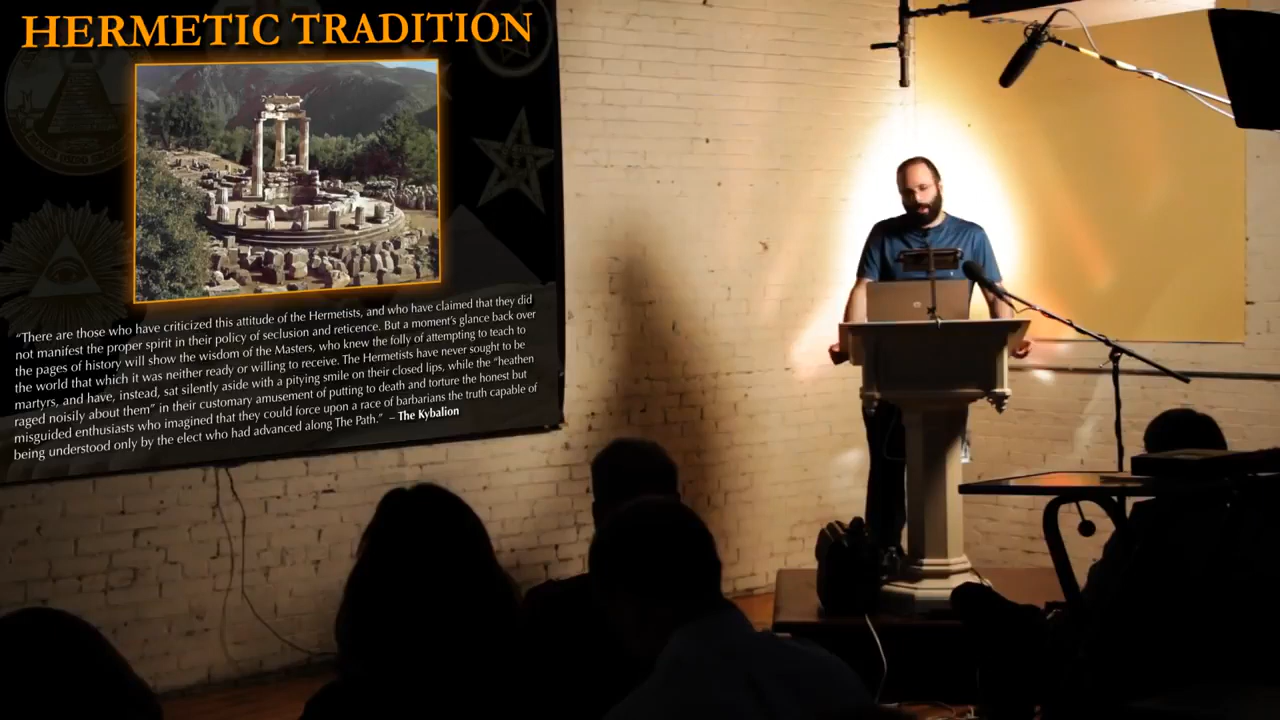 HERMETIC TRADITION
“There are those who have criticized this attitude of the Hermetists, and who have claimed that they did
not manifest the proper spirit in their policy of seclusion and reticence. But a moment’s glance back over
the pages of history will show the wisdom of the Masters, who knew the folly of attempting to teach to
the world that which it was neither ready or willing to receive. The Hermetists have never sought to be
martyrs, and have, instead, sat silently aside with a pitying smile on their closed lips, while the “heathen
raged noisily about them” in their customary amusement of putting to death and torture the honest but
misguided enthusiasts who imagined that they could force upon a race of barbarians the truth capable of
being understood only by the elect who had advanced along The Path.” – The Kybalion